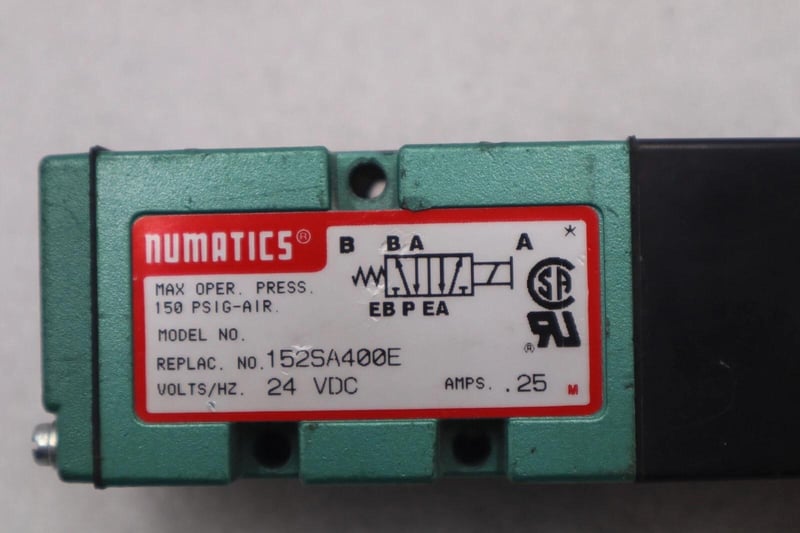 numatics®
B BA A *
EB P EA
MAX OPER. PRESS.
150 PSIG-AIR.
MODEL NO.
REPLAC. NO. 152SA400E
VOLTS/HZ. 24 VDC AMPS. .25 M
SA
®